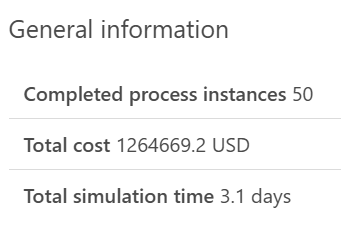 General information
Completed process instances 50
Total cost 1264669.2 USD
Total simulation time 3.1 days